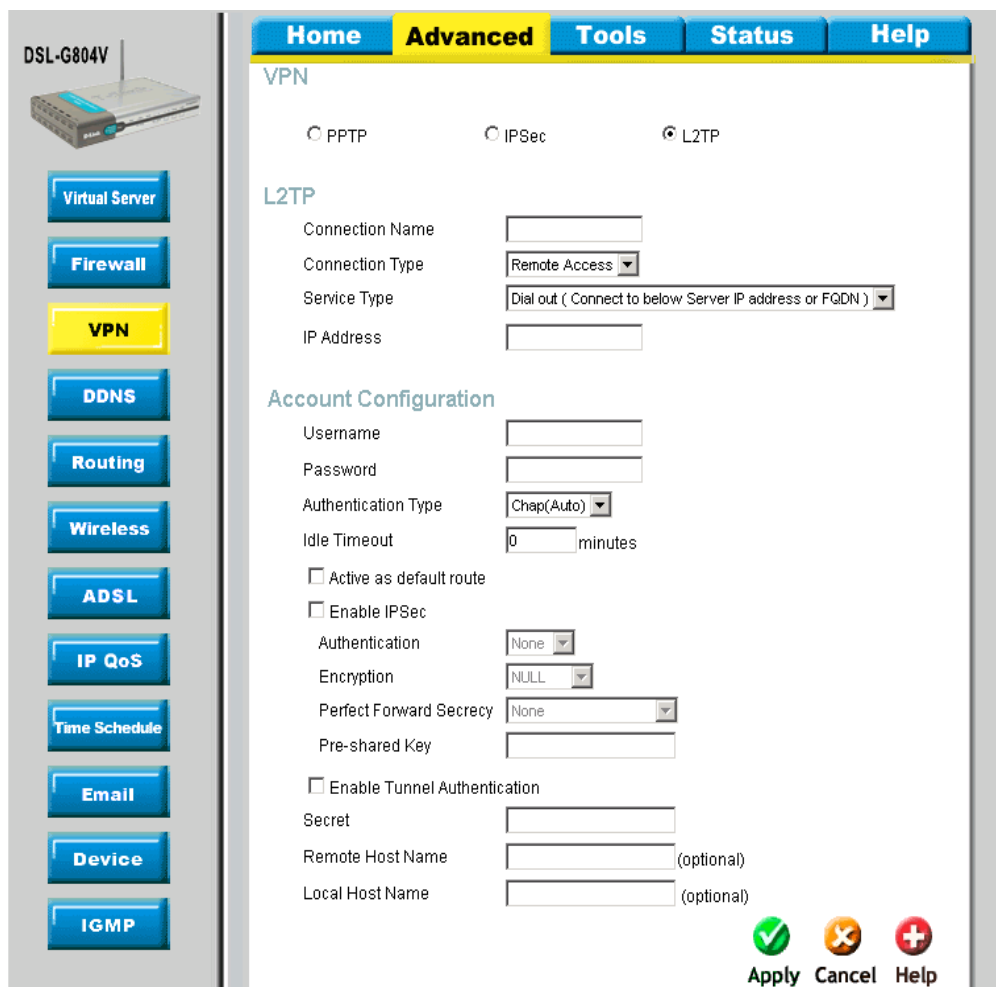 DSL-G804V
Home Advanced Tools Status Help
VPN
PPTP IPSec L2TP
L2TP
Connection Name
Connection Type Remote Access
Service Type Dial out ( Connect to below Server IP address or FQDN )
IP Address
Account Configuration
Username
Password
Authentication Type Chap(Auto)
Idle Timeout 0 minutes
Active as default route
Enable IPSec
Authentication None
Encryption NULL
Perfect Forward Secrecy None
Pre-shared Key
Enable Tunnel Authentication
Secret
Remote Host Name (optional)
Local Host Name (optional)
Apply Cancel Help
Virtual Server
Firewall
VPN
DDNS
Routing
Wireless
ADSL
IP QoS
Time Schedule
Email
Device
IGMP